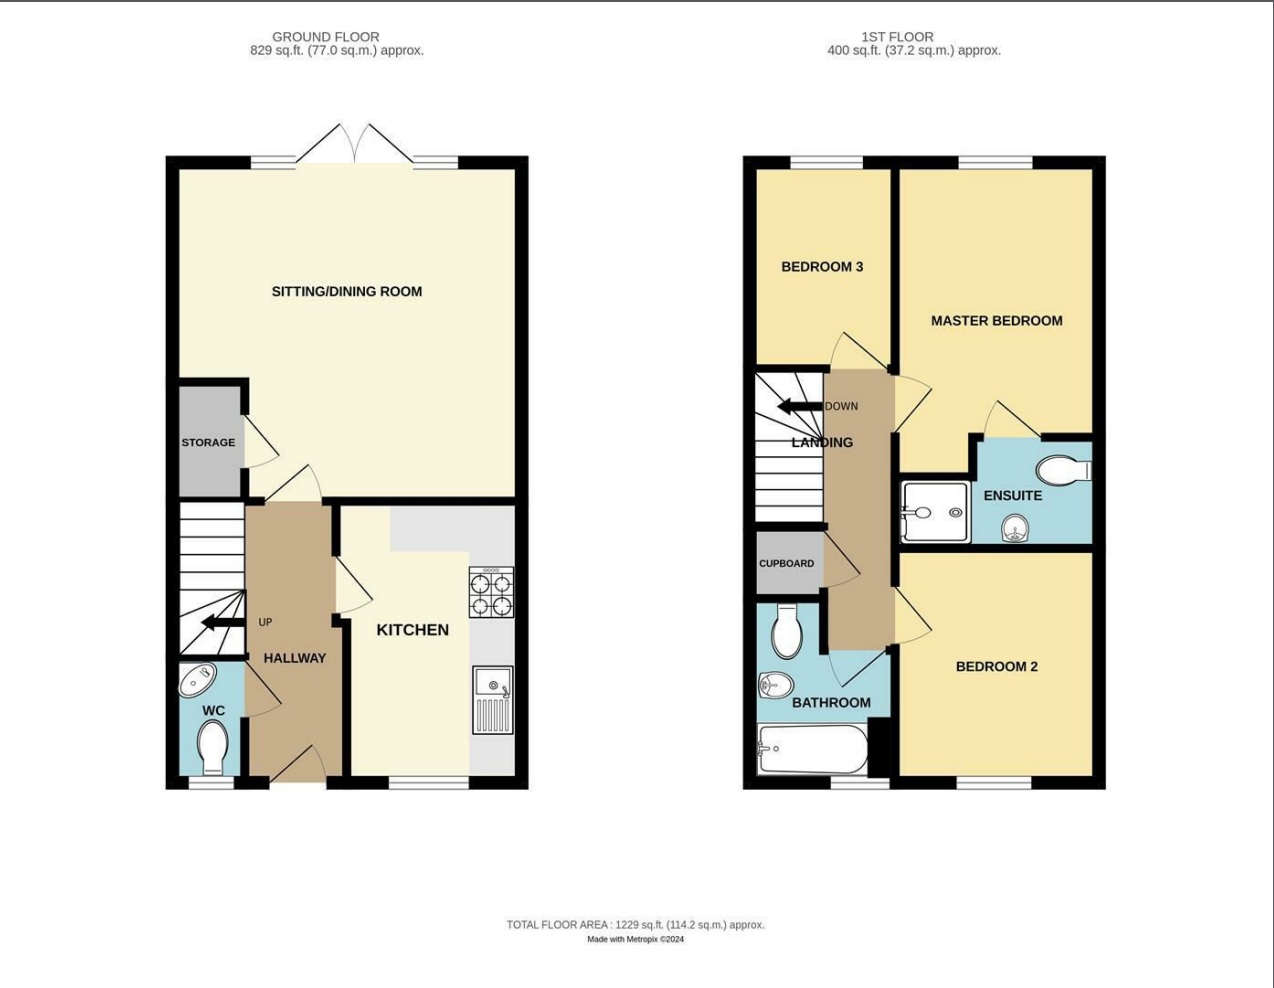 GROUND FLOOR
829 sq.ft. (77.0 sq.m.) approx.
1ST FLOOR
400 sq.ft. (37.2 sq.m.) approx.
SITTING/DINING ROOM
STORAGE
UP
HALLWAY
KITCHEN
WC
BEDROOM 3
MASTER BEDROOM
DOWN
LANDING
ENSUITE
CUPBOARD
BEDROOM 2
BATHROOM
TOTAL FLOOR AREA : 1229 sq.ft. (114.2 sq.m.) approx.
Made with Metropix ©2024